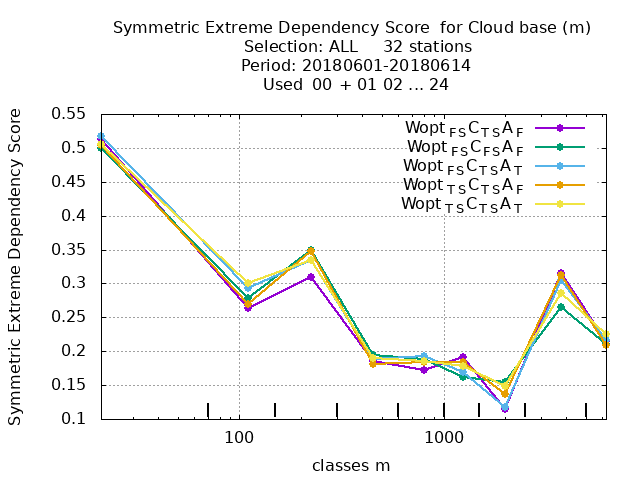 Symmetric Extreme Dependency Score for Cloud base (m)
Selection: ALL 32 stations
Period: 20180601-20180614
Used 00 + 01 02 ... 24
Symmetric Extreme Dependency Score
0.55
0.5
0.45
0.4
0.35
0.3
0.25
0.2
0.15
0.1
Wopt FS C TS A F
Wopt FS C FS A F
Wopt FS C TS A T
Wopt TS C TS A F
Wopt TS C TS A T
100 1000
classes m